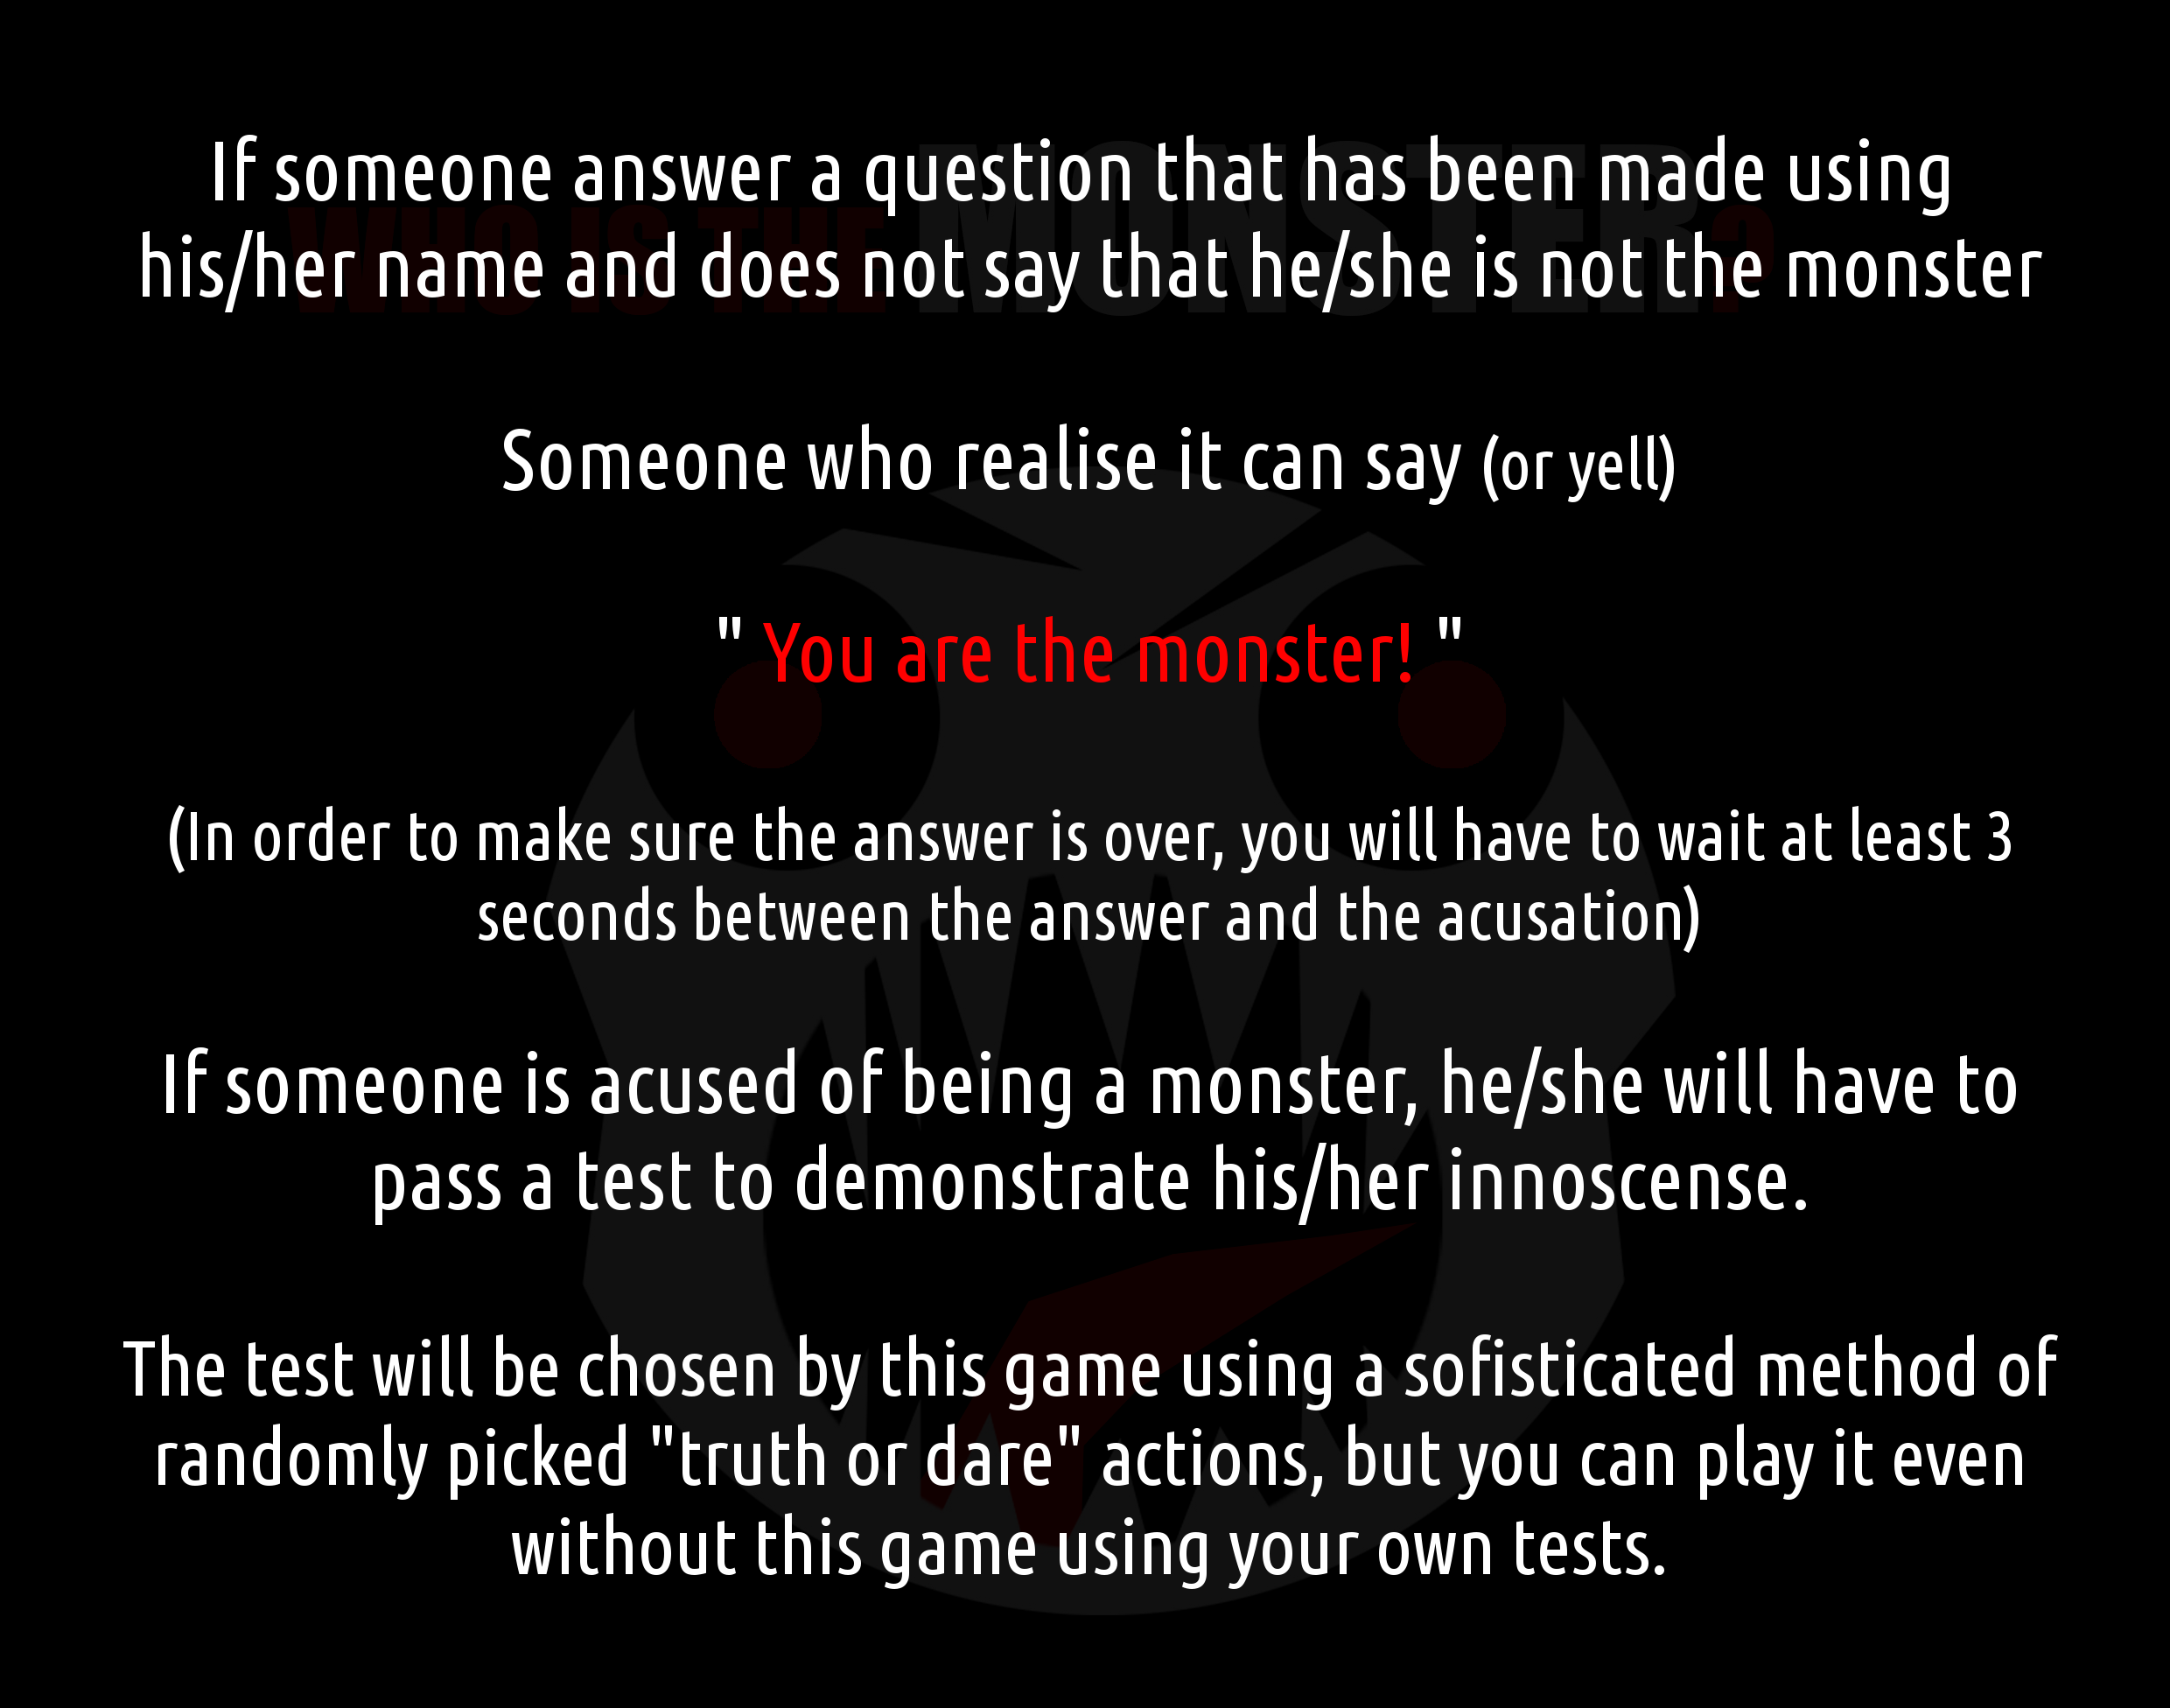 WHO IS THE MONSTER?
If someone answer a question that has been made using
his/her name and does not say that he/she is not the monster
Someone who realise it can say (or yell)
" You are the monster! "
(In order to make sure the answer is over, you will have to wait at least 3
seconds between the answer and the acusation)
If someone is acused of being a monster, he/she will have to
pass a test to demonstrate his/her innoscense.
The test will be chosen by this game using a sofisticated method of
randomly picked "truth or dare" actions, but you can play it even
without this game using your own tests.